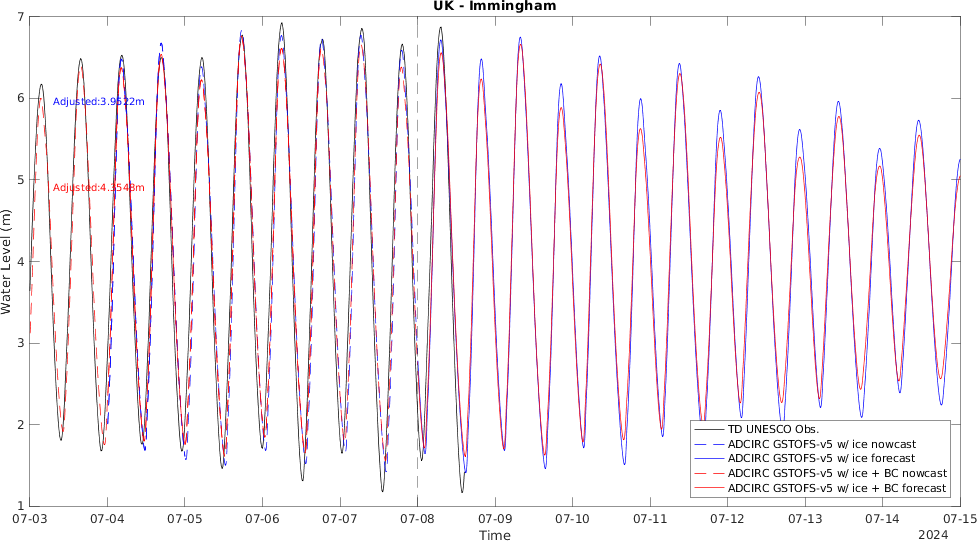 UK - Immingham
7
6
5
4
3
2
1
Water Level (m)
Adjusted:3.9522m
Adjusted:4.3548m
TD UNESCO Obs.
ADCIRC GSTOFS-v5 w/ ice nowcast
ADCIRC GSTOFS-v5 w/ ice forecast
ADCIRC GSTOFS-v5 w/ ice + BC nowcast
ADCIRC GSTOFS-v5 w/ ice + BC forecast
07-03 07-04 07-05 07-06 07-07 07-08 07-09 07-10 07-11 07-12 07-13 07-14 07-15
Time
2024